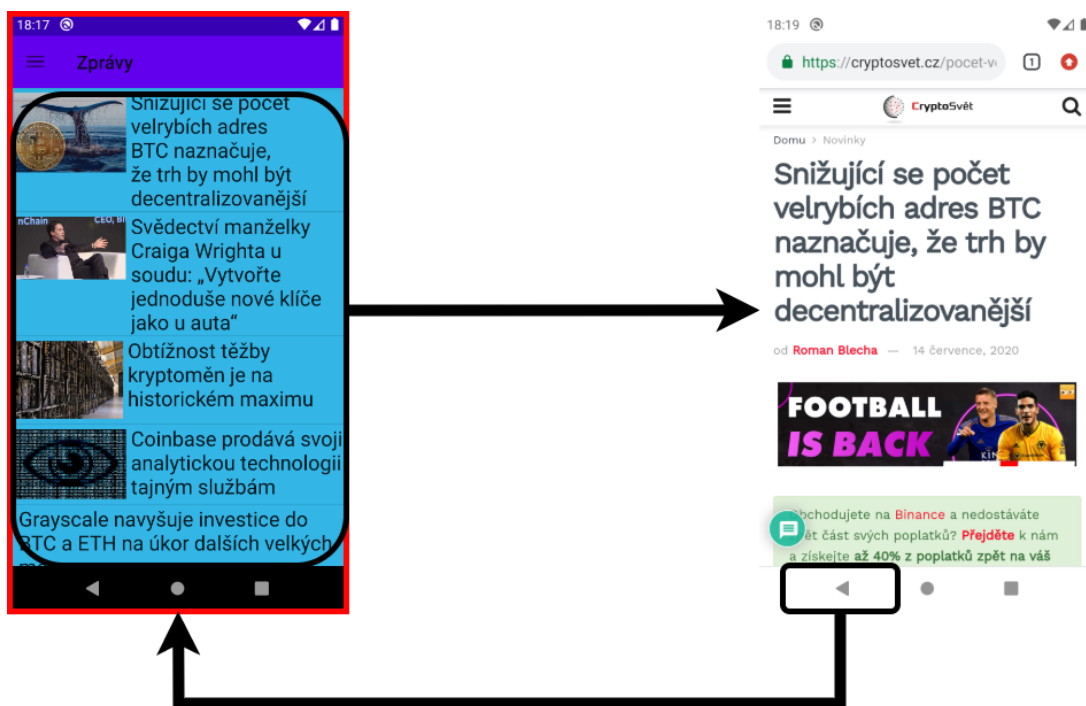 18:17
Zprávy
Snižující se počet
velrybích adres
BTC naznačuje,
že trh by mohl být
decentralizovanější
nChain
CEO, BI
Svědectví manželky
Craiga Wrighta u
soudu: „Vytvořte
jednoduše nové klíče
jako u auta“
Obtížnost těžby
kryptoměn je na
historickém maximu
Coinbase prodává svoji
analytickou technologii
tajným službám
Grayscale navyšuje investice do
BTC a ETH na úkor dalších velkých
18:19
https://cryptosvet.cz/pocet-v
1
CryptoSvět
Domu > Novinky
Snižující se počet
velrybích adres BTC
naznačuje, že trh by
mohl být
decentralizovanější
od Roman Blecha — 14 července, 2020
FOOTBALL
IS BACK
KIN
Obchodujete na Binance a nedostáváte
zpět část svých poplatků? Přejděte k nám
a získejte až 40% z poplatků zpět na váš